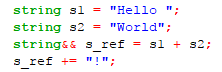 string s1 = "Hello ";
string s2 = "World";
string&& s_ref = s1 + s2;
s_ref += "!";